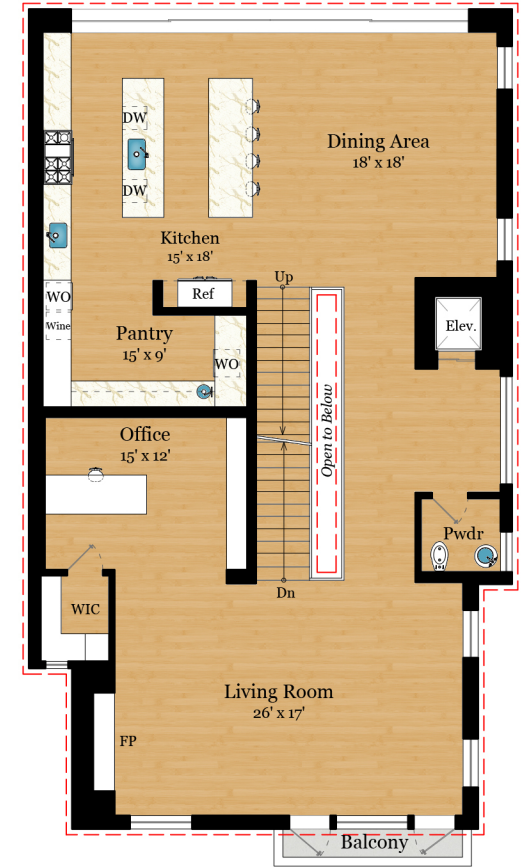 DW
Dining Area
18' x 18'
DW
Kitchen
15' x 18'
Up
WO
Ref
Wine
Elev.
Pantry
15' x 9'
WO
Open to Below
Office
15' x 12'
Pwdr
Dn
WIC
Living Room
26' x 17'
FP
Balcony